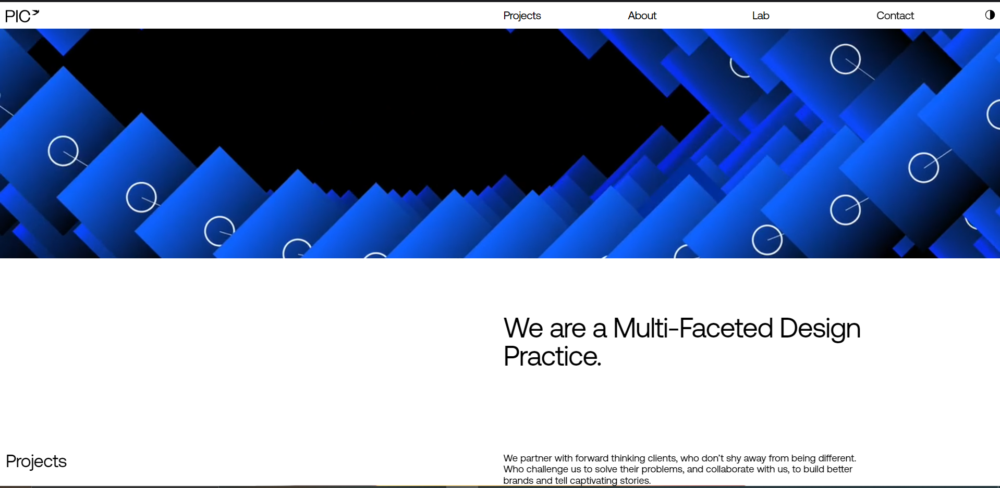 PIC
Projects
About
Lab
Contact
We are a Multi-Faceted Design
Practice.
Projects
We partner with forward thinking clients, who don’t shy away from being different.
Who challenge us to solve their problems, and collaborate with us, to build better
brands and tell captivating stories.